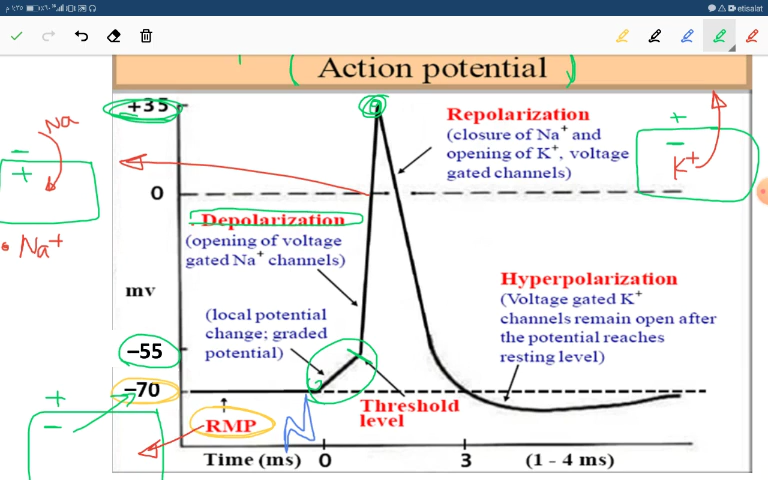 etisalat
Action potential
+35
0
mv
-55
-70
Repolarization
(closure of Na+ and
opening of K+, voltage
gated channels)
Depolarization
(opening of voltage
gated Na+ channels)
(local potential
change; graded
potential)
Hyperpolarization
(Voltage gated K+
channels remain open after
the potential reaches
resting level)
Threshold
level
RMP
Time (ms) 0 3 (1 - 4 ms)
Na
-
+
Na+
+
-
K+
+
-